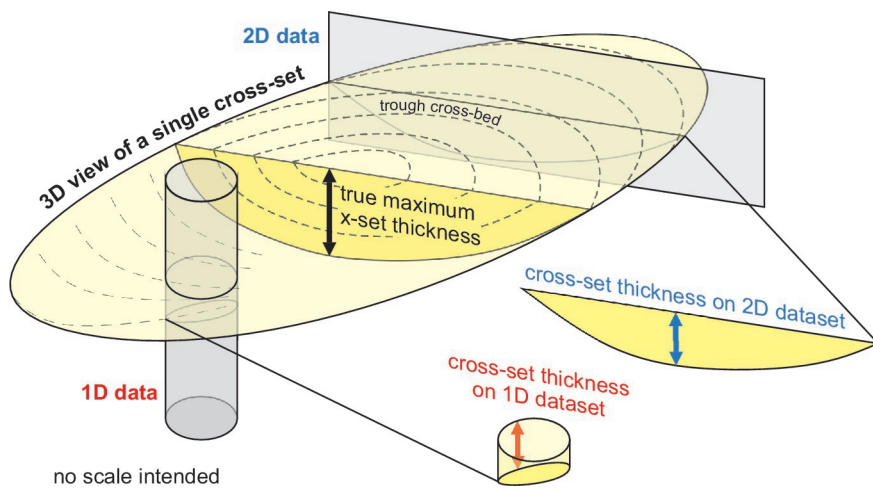 2D data
3D view of a single cross-set
trough cross-bed
true maximum
x-set thickness
cross-set thickness on 2D dataset
cross-set thickness
on 1D dataset
1D data
no scale intended